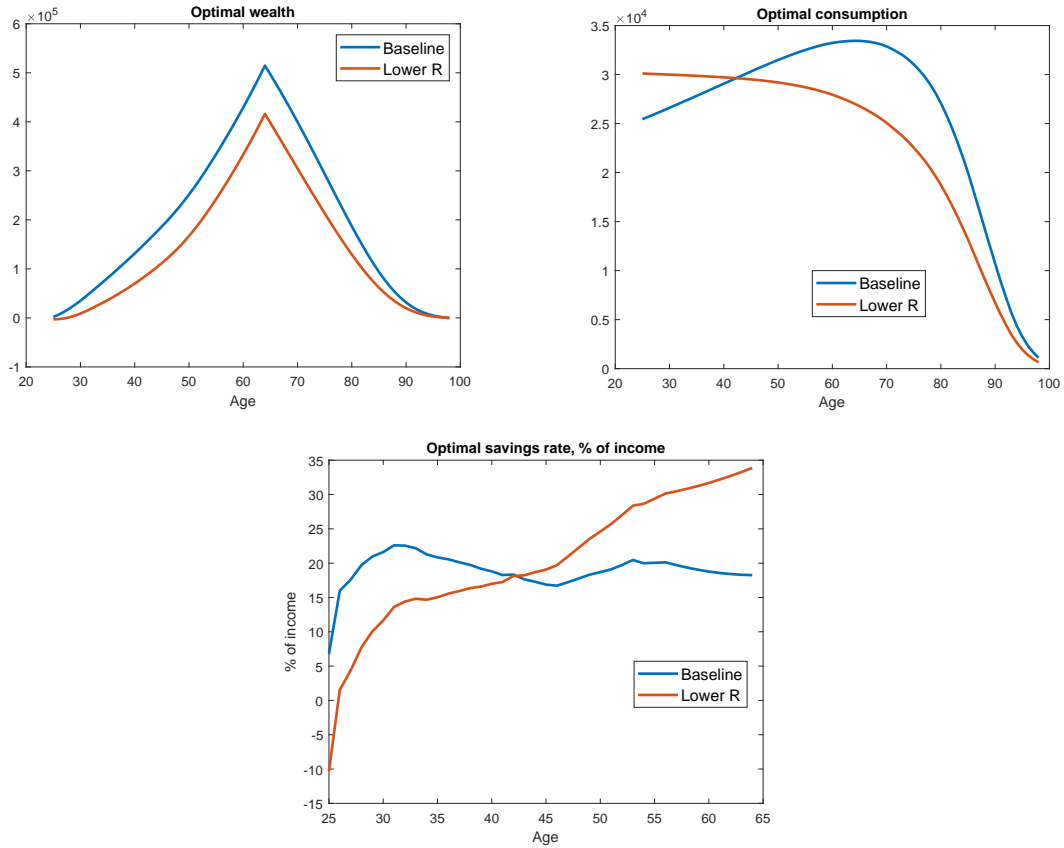 Optimal wealth
×10^5
6
5
4
3
2
1
0
-1
20 30 40 50 60 70 80 90 100
Age
Baseline
Lower R
Optimal consumption
×10^4
3.5
3
2.5
2
1.5
1
0.5
0
20 30 40 50 60 70 80 90 100
Age
Baseline
Lower R
Optimal savings rate, % of income
% of income
35
30
25
20
15
10
5
0
-5
-10
-15
25 30 35 40 45 50 55 60 65
Age
Baseline
Lower R